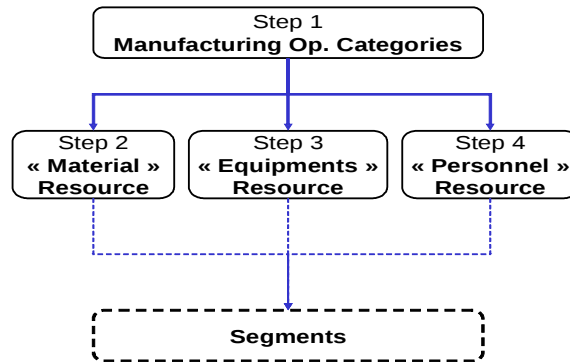 Step 1
Manufacturing Op. Categories
Step 2
« Material »
Resource
Step 3
« Equipments »
Resource
Step 4
« Personnel »
Resource
Segments